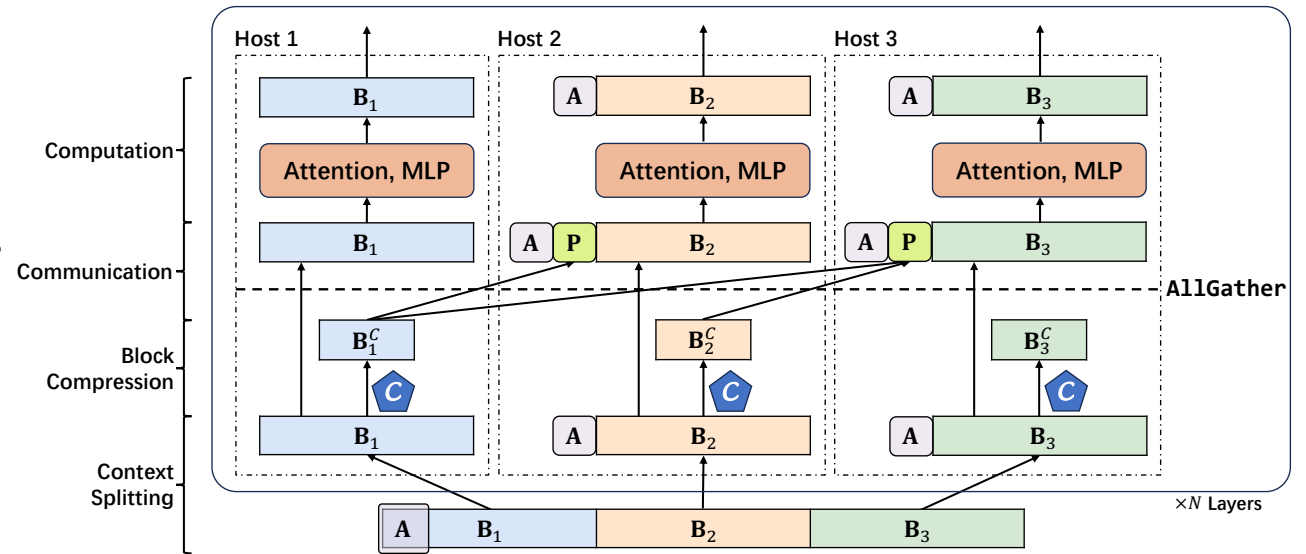 Host 1
Host 2
Host 3
B₁
A
B₂
A
B₃
Computation
Attention, MLP
Attention, MLP
Attention, MLP
B₁
A
P
B₂
A
P
B₃
Communication
AllGather
B₁ᶜ
B₂ᶜ
B₃ᶜ
Block
Compression
C
C
C
B₁
A
B₂
A
B₃
Context
Splitting
×N Layers
A
B₁
B₂
B₃